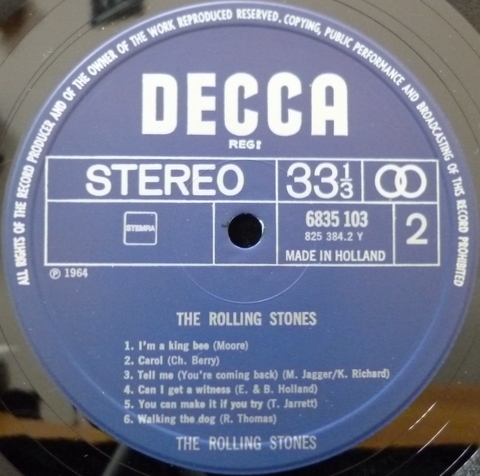 ALL RIGHTS OF THE RECORD PRODUCER AND OF THE OWNER OF THE WORK REPRODUCED RESERVED. COPYING, PUBLIC PERFORMANCE AND BROADCASTING OF THIS RECORD PROHIBITED
DECCA
REG!
STEREO 33 1/3
STEMRA 6835 103 2
825 384.2 Y
MADE IN HOLLAND
℗ 1964
THE ROLLING STONES
1. I'm a king bee (Moore)
2. Carol (Ch. Berry)
3. Tell me (You're coming back) (M. Jagger/K. Richard)
4. Can I get a witness (E. & B. Holland)
5. You can make it if you try (T. Jarrett)
6. Walking the dog (R. Thomas)
THE ROLLING STONES